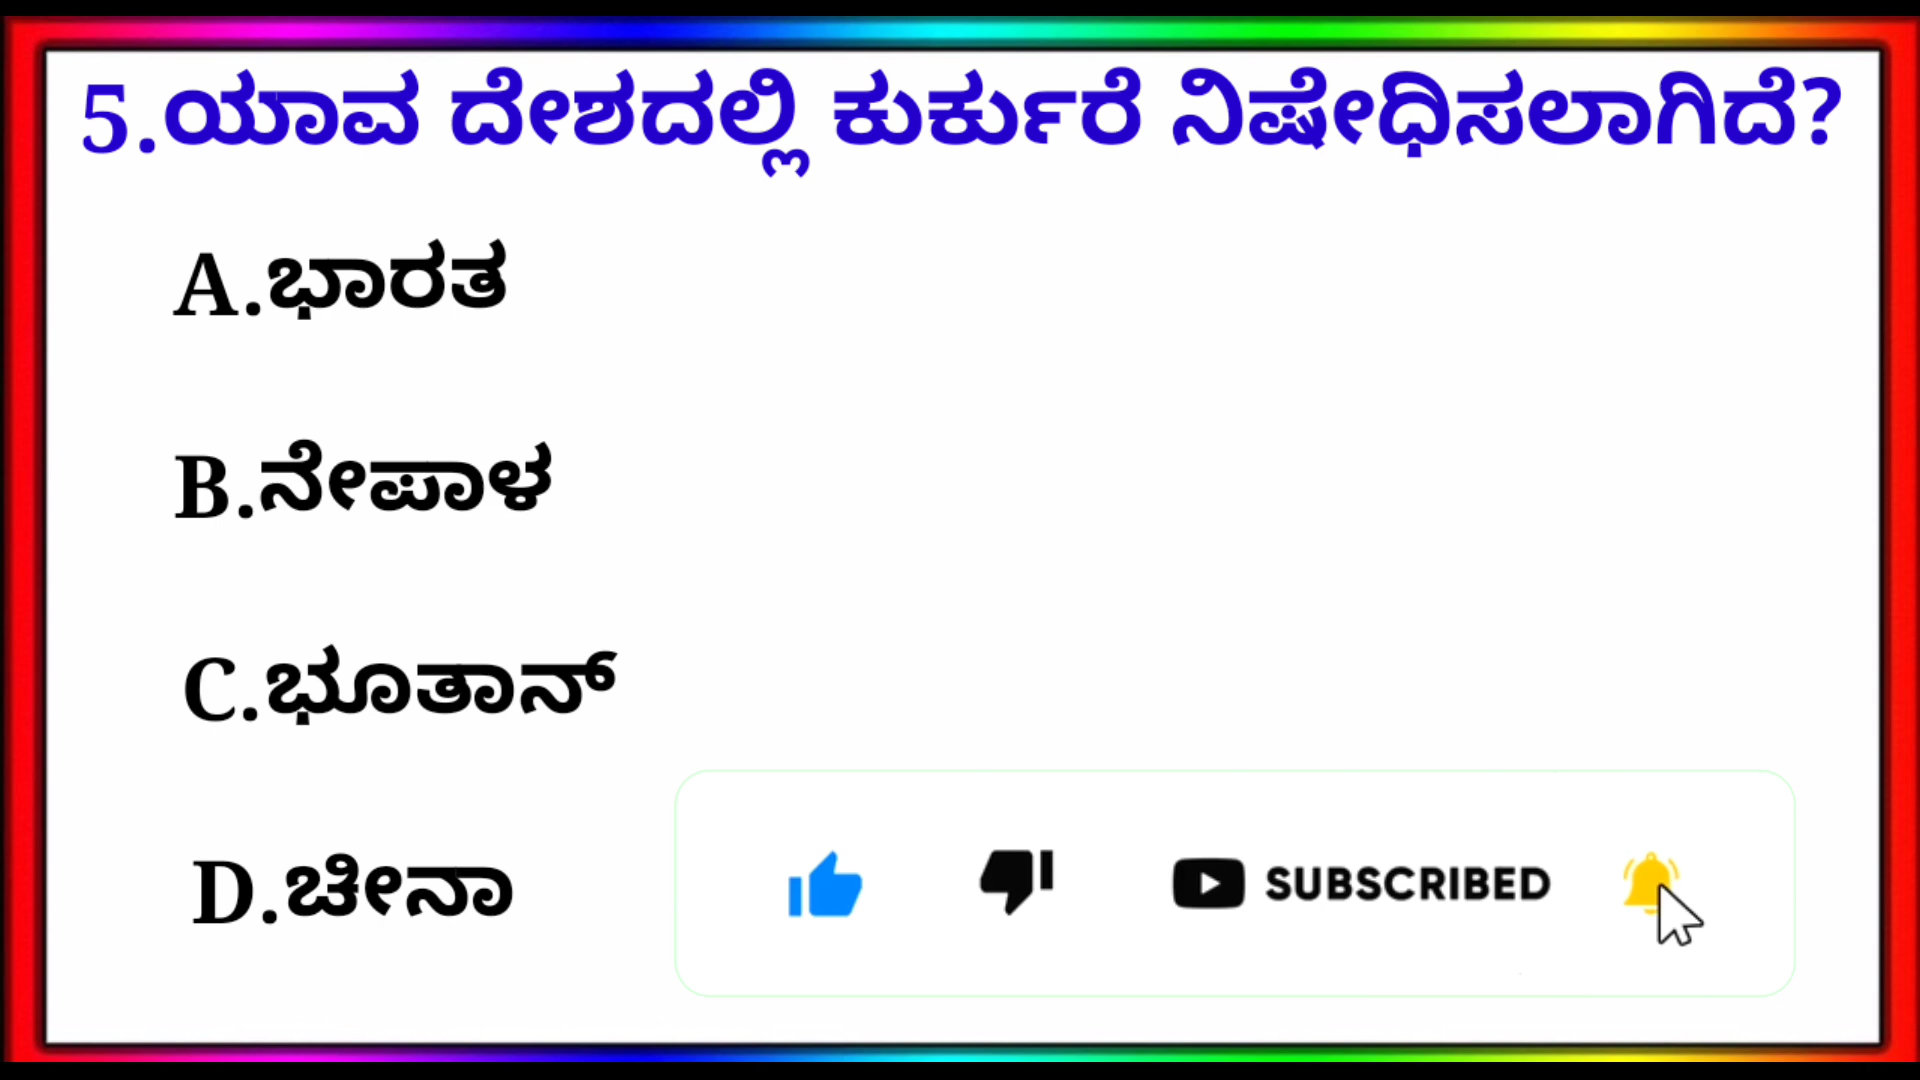 5.ಯಾವ ದೇಶದಲ್ಲಿ ಕುರ್ಕುರೆ ನಿಷೇಧಿಸಲಾಗಿದೆ?
A.ಭಾರತ
B.ನೇಪಾಳ
C.ಭೂತಾನ್
D.ಚೀನಾ
SUBSCRIBED